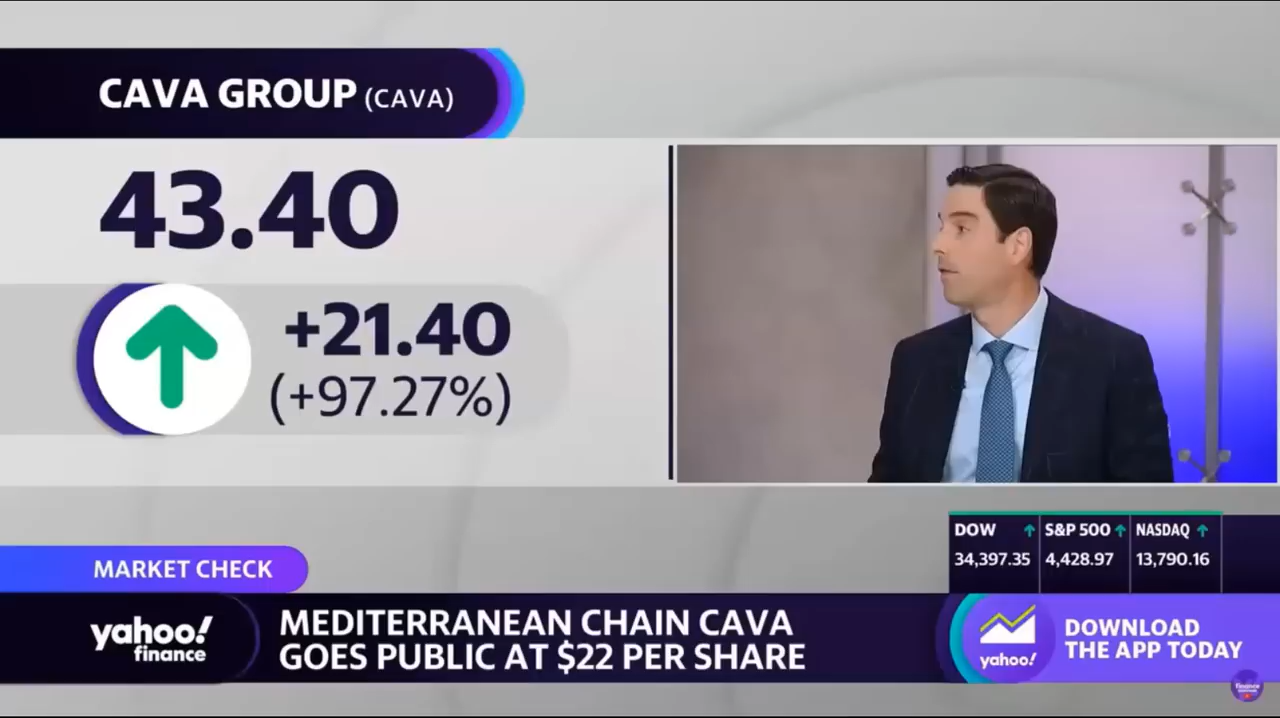 CAVA GROUP (CAVA)
43.40
+21.40
(+97.27%)
DOW
34,397.35
S&P 500
4,428.97
NASDAQ
13,790.16
MARKET CHECK
yahoo!
finance
MEDITERRANEAN CHAIN CAVA
GOES PUBLIC AT $22 PER SHARE
yahoo!
DOWNLOAD
THE APP TODAY
finance